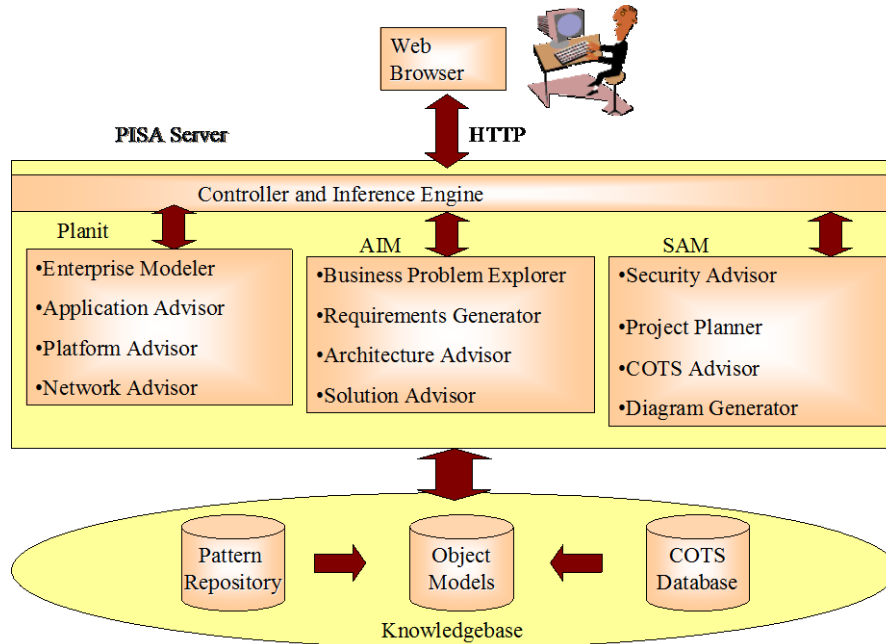 Web
Browser
PISA Server
HTTP
Controller and Inference Engine
Planit
•Enterprise Modeler
•Application Advisor
•Platform Advisor
•Network Advisor
AIM
•Business Problem Explorer
•Requirements Generator
•Architecture Advisor
•Solution Advisor
SAM
•Security Advisor
•Project Planner
•COTS Advisor
•Diagram Generator
Pattern
Repository
Object
Models
COTS
Database
Knowledgebase